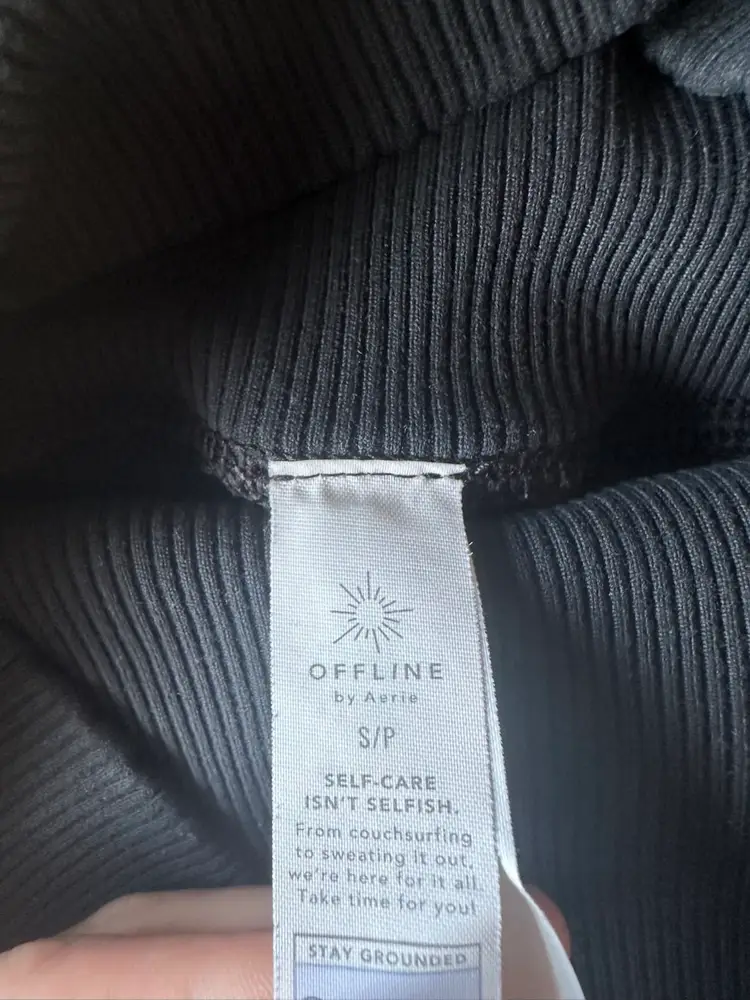 OFFLINE
by Aerie
S/P
SELF-CARE
ISN'T SELFISH.
From couchsurfing
to sweating it out,
we're here for it all.
Take time for you!
STAY GROUNDED